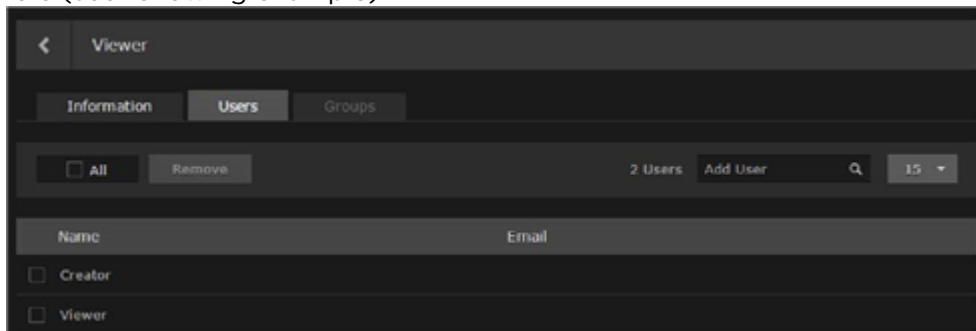 Viewer
Information Users Groups
All Remove 2 Users Add User 15
Name Email
Creator
Viewer